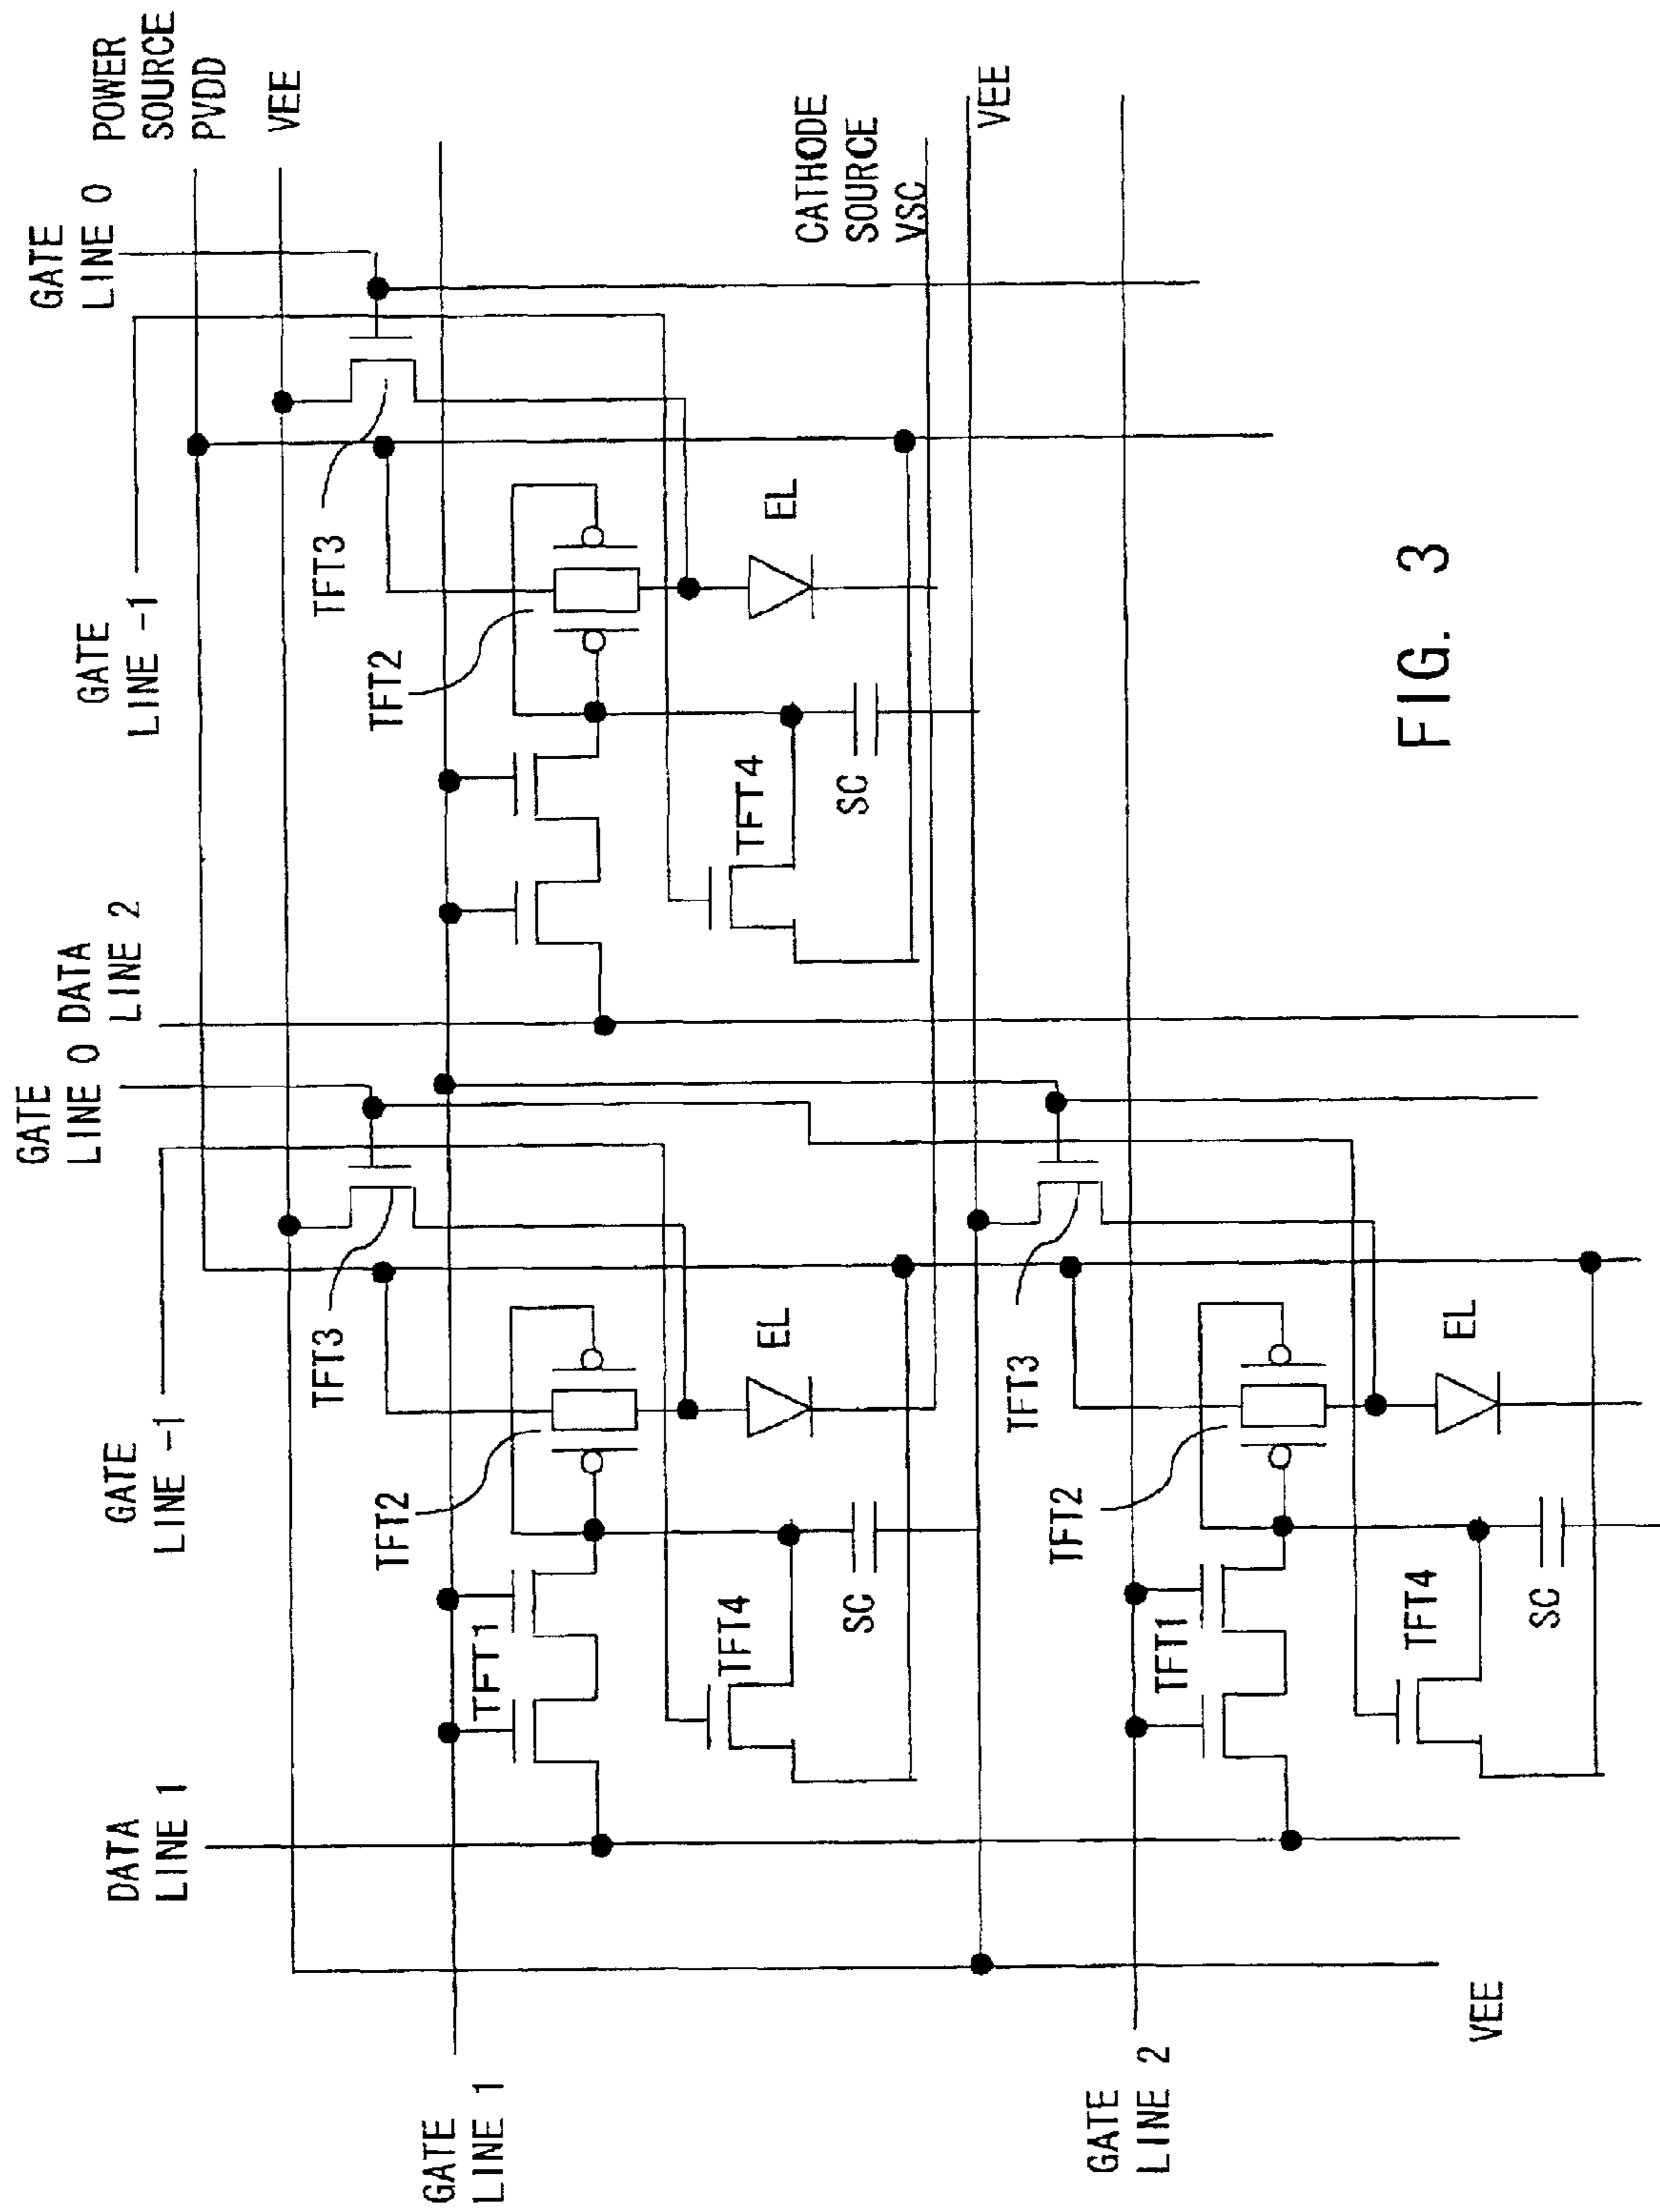 GATE
LINE -1
GATE
LINE 0
DATA
LINE 2
GATE
LINE -1
GATE
LINE 0
POWER
SOURCE
PVDD
VEE
DATA
LINE 1
TFT3
TFT3
GATE
LINE 1
TFT1
TFT2
TFT2
EL
EL
TFT4
TFT4
SC
SC
CATHODE
SOURCE
VSC
VEE
TFT3
GATE
LINE 2
TFT1
TFT2
EL
TFT4
SC
VEE
FIG. 3